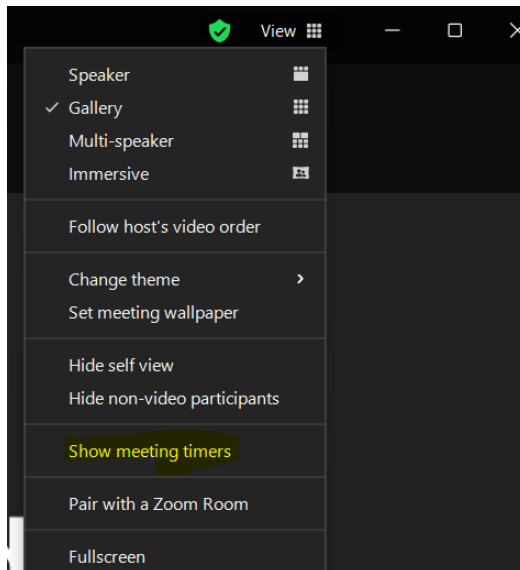 View
Speaker
Gallery
Multi-speaker
Immersive
Follow host's video order
Change theme
Set meeting wallpaper
Hide self view
Hide non-video participants
Show meeting timers
Pair with a Zoom Room
Fullscreen